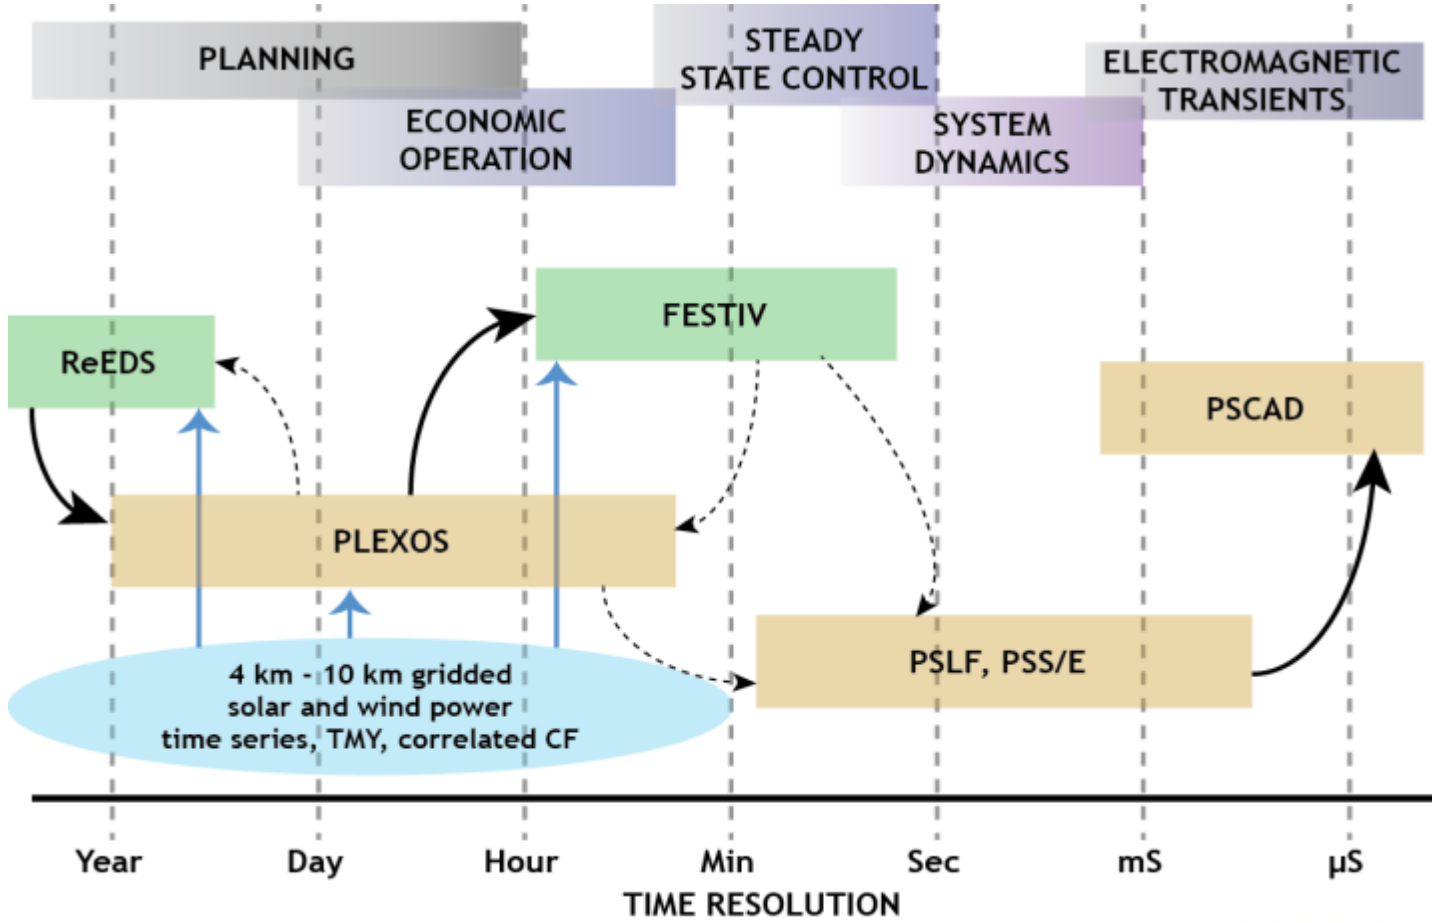 PLANNING
STEADY
STATE CONTROL
ELECTROMAGNETIC
TRANSIENTS
ECONOMIC
OPERATION
SYSTEM
DYNAMICS
FESTIV
ReEDS
PSCAD
PLEXOS
PSLF, PSS/E
4 km - 10 km gridded
solar and wind power
time series, TMY, correlated CF
Year Day Hour Min Sec mS µS
TIME RESOLUTION